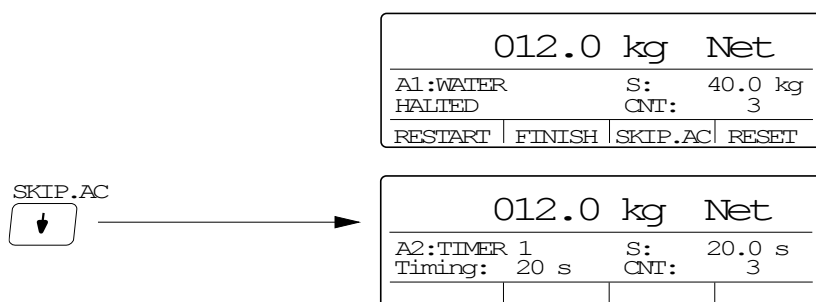 012.0 kg Net
A1:WATER S: 40.0 kg
HALTED CNT: 3
RESTART FINISH SKIP.AC RESET
SKIP.AC
012.0 kg Net
A2:TIMER 1 S: 20.0 s
Timing: 20 s CNT: 3